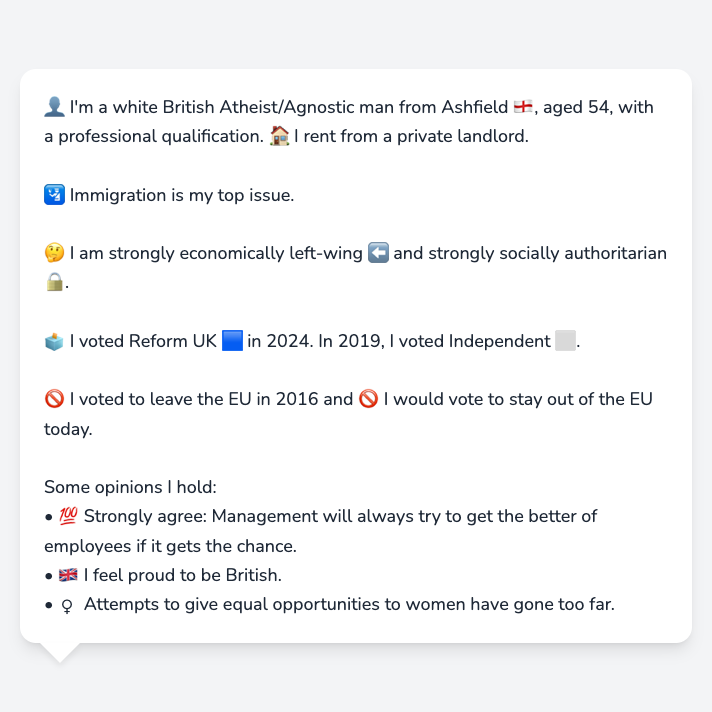 👤 I'm a white British Atheist/Agnostic man from Ashfield 🏴󠁧󠁢󠁥󠁮󠁧󠁿, aged 54, with
a professional qualification. 🏠 I rent from a private landlord.
🛂 Immigration is my top issue.
🤔 I am strongly economically left-wing ⬅️ and strongly socially authoritarian
🔒.
🗳️ I voted Reform UK 🟦 in 2024. In 2019, I voted Independent ⬜.
🚫 I voted to leave the EU in 2016 and 🚫 I would vote to stay out of the EU
today.
Some opinions I hold:
• 💯 Strongly agree: Management will always try to get the better of
employees if it gets the chance.
• 🇬🇧 I feel proud to be British.
• ♀ Attempts to give equal opportunities to women have gone too far.